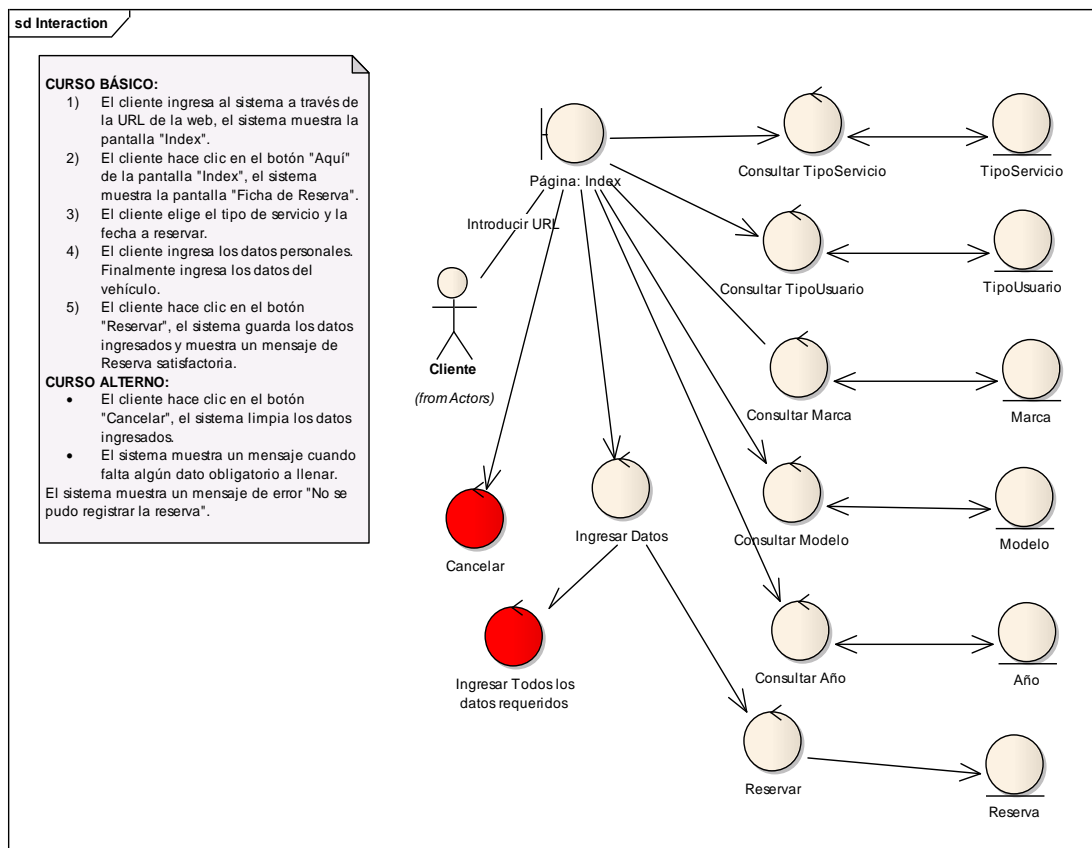 sd Interaction
CURSO BÁSICO:
1) El cliente ingresa al sistema a través de
la URL de la web, el sistema muestra la
pantalla "Index".
2) El cliente hace clic en el botón "Aquí"
de la pantalla "Index", el sistema
muestra la pantalla "Ficha de Reserva".
3) El cliente elige el tipo de servicio y la
fecha a reservar.
4) El cliente ingresa los datos personales.
Finalmente ingresa los datos del
vehículo.
5) El cliente hace clic en el botón
"Reservar", el sistema guarda los datos
ingresados y muestra un mensaje de
Reserva satisfactoria.
CURSO ALTERNO:
• El cliente hace clic en el botón
"Cancelar", el sistema limpia los datos
ingresados.
• El sistema muestra un mensaje cuando
falta algún dato obligatorio a llenar.
El sistema muestra un mensaje de error "No se
pudo registrar la reserva".
Página: Index
Introducir URL
Cliente
(from Actors)
Consultar TipoServicio
TipoServicio
Consultar TipoUsuario
TipoUsuario
Consultar Marca
Marca
Consultar Modelo
Modelo
Ingresar Datos
Cancelar
Ingresar Todos los
datos requeridos
Consultar Año
Año
Reservar
Reserva